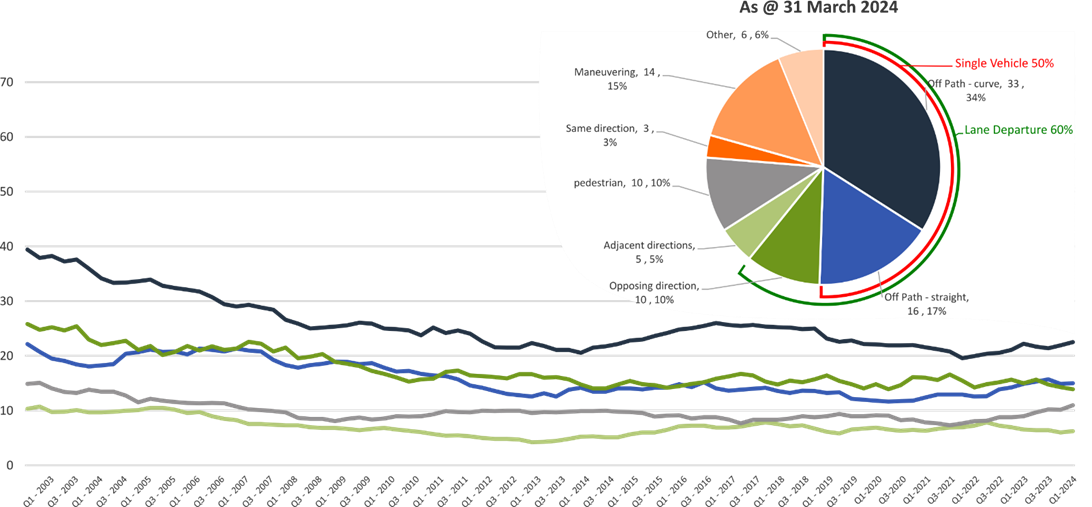 As @ 31 March 2024
Other, 6 , 6%
Single Vehicle 50%
Maneuvering, 14 ,
15%
Off Path - curve, 33 ,
34%
Same direction, 3 ,
3%
Lane Departure 60%
pedestrian, 10 , 10%
Adjacent directions,
5 , 5%
Opposing direction,
10 , 10%
Off Path - straight,
16 , 17%
70
60
50
40
30
20
10
0
Q1 - 2003
Q3 - 2003
Q1 - 2004
Q3 - 2004
Q1 - 2005
Q3 - 2005
Q1 - 2006
Q3 - 2006
Q1 - 2007
Q3 - 2007
Q1 - 2008
Q3 - 2008
Q1 - 2009
Q3 - 2009
Q1 - 2010
Q3 - 2010
Q1 - 2011
Q3 - 2011
Q1 - 2012
Q3 - 2012
Q1 - 2013
Q3 - 2013
Q1 - 2014
Q3 - 2014
Q1 - 2015
Q3 - 2015
Q1 - 2016
Q3 - 2016
Q1 - 2017
Q3 - 2017
Q1 - 2018
Q3 - 2018
Q1 - 2019
Q3 - 2019
Q1 - 2020
Q3 - 2020
Q1 - 2021
Q3 - 2021
Q1 - 2022
Q3 - 2022
Q1 - 2023
Q3 - 2023
Q1 - 2024